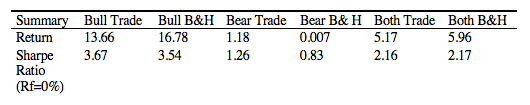 Summary Bull Trade Bull B&H Bear Trade Bear B& H Both Trade Both B&H
Return 13.66 16.78 1.18 0.007 5.17 5.96
Sharpe 3.67 3.54 1.26 0.83 2.16 2.17
Ratio
(Rf=0%)